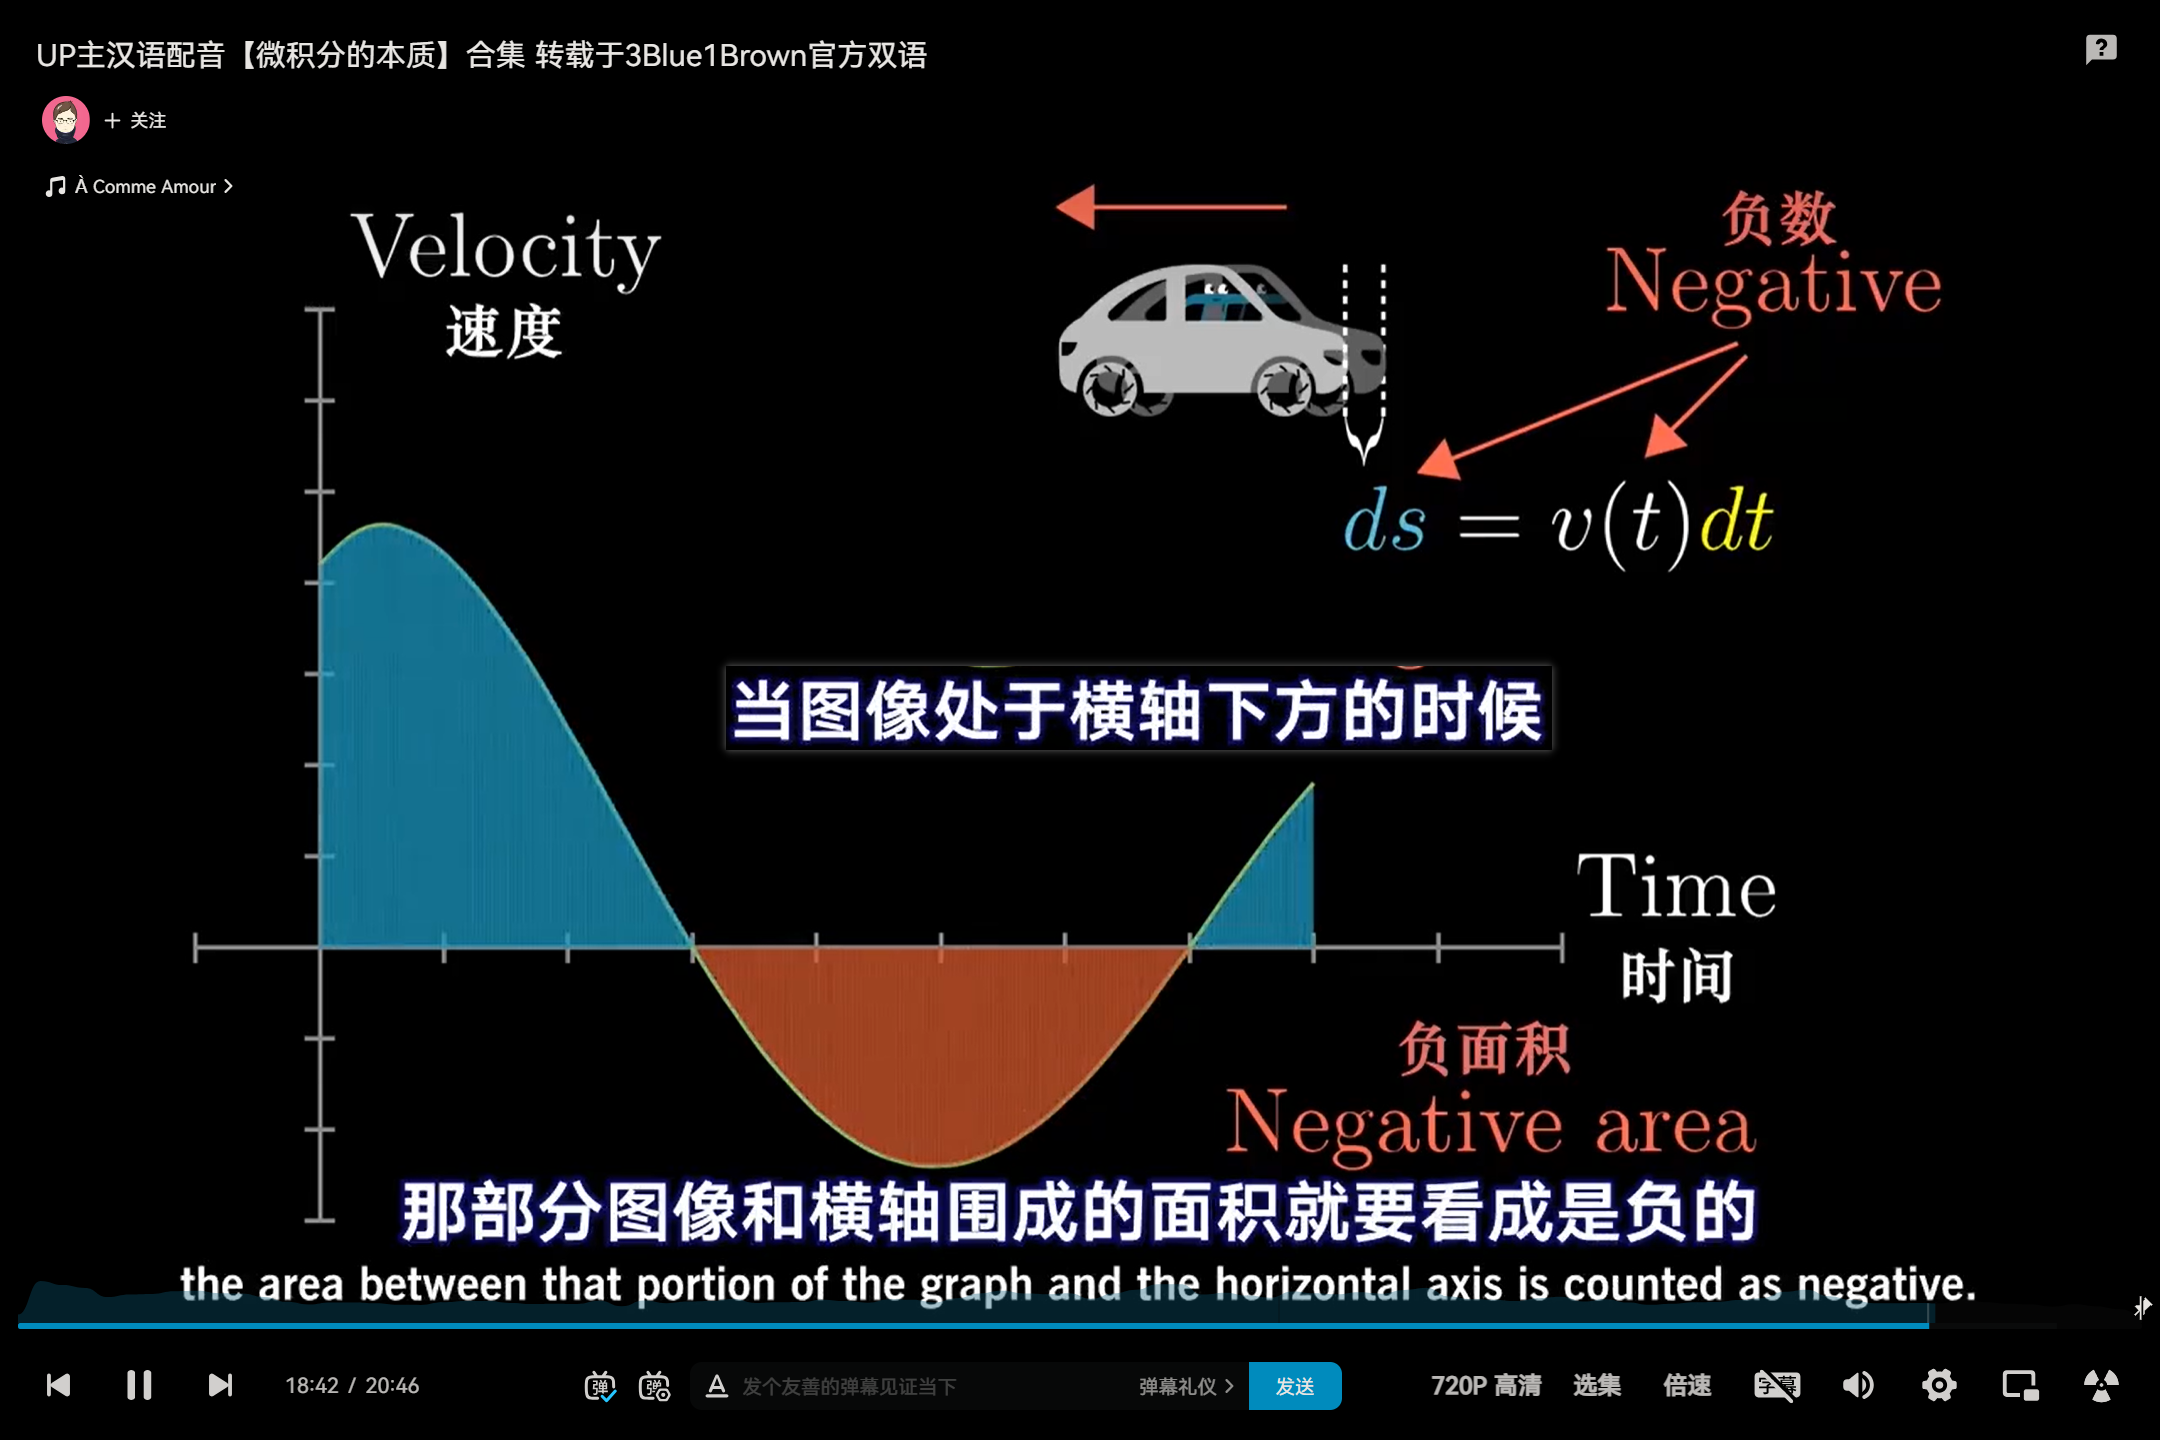 UP主汉语配音【微积分的本质】合集 转载于3Blue1Brown官方双语
+ 关注
À Comme Amour
Velocity
速度
负数
Negative
ds = v(t)dt
当图像处于横轴下方的时候
Time
时间
负面积
Negative area
那部分图像和横轴围成的面积就要看成是负的
the area between that portion of the graph and the horizontal axis is counted as negative.
18:42 / 20:46
弹
弹
A 发个友善的弹幕见证当下
弹幕礼仪
发送
720P 高清
选集
倍速
字幕